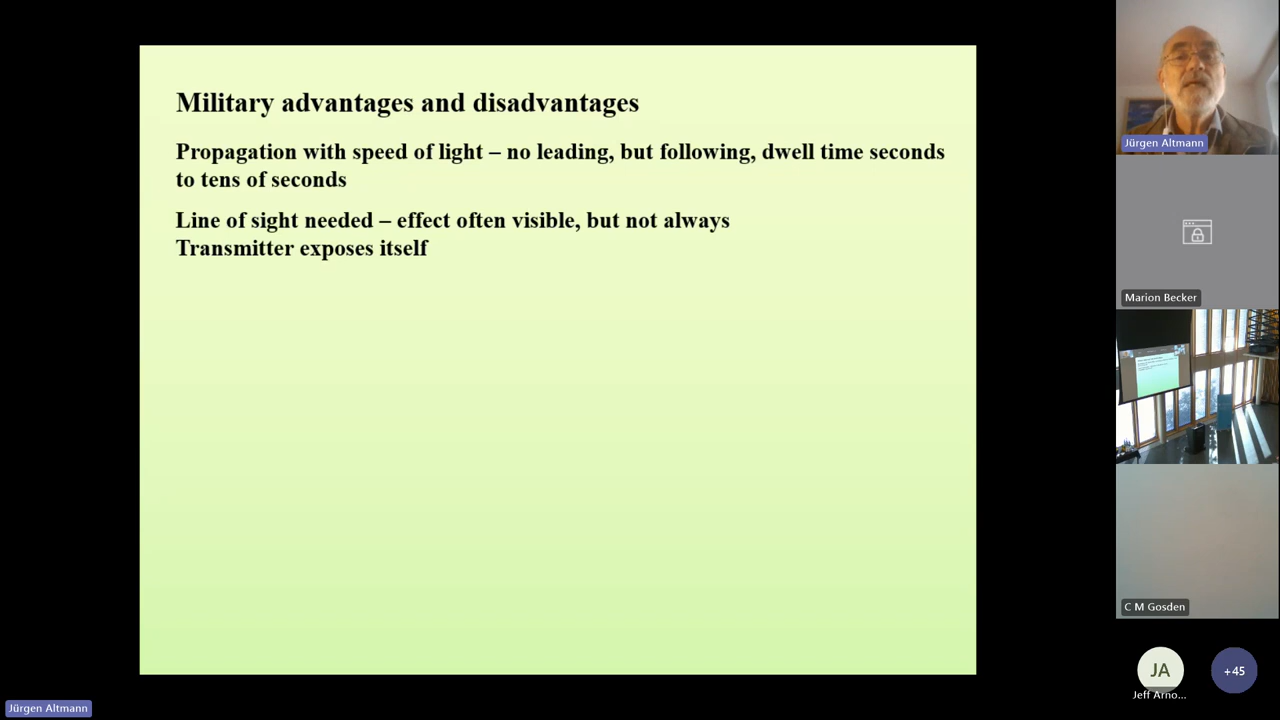 Military advantages and disadvantages
Propagation with speed of light – no leading, but following, dwell time seconds
to tens of seconds
Line of sight needed – effect often visible, but not always
Transmitter exposes itself
Jürgen Altmann
Marion Becker
C M Gosden
JA
Jeff Arno...
+45
Jürgen Altmann